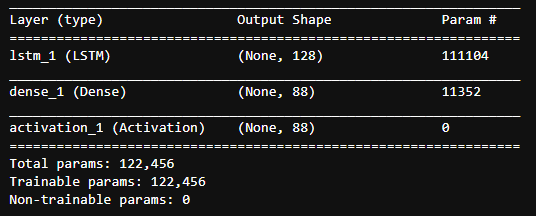 Layer (type) Output Shape Param #
=================================================================
lstm_1 (LSTM) (None, 128) 111104
_________________________________________________________________
dense_1 (Dense) (None, 88) 11352
_________________________________________________________________
activation_1 (Activation) (None, 88) 0
=================================================================
Total params: 122,456
Trainable params: 122,456
Non-trainable params: 0